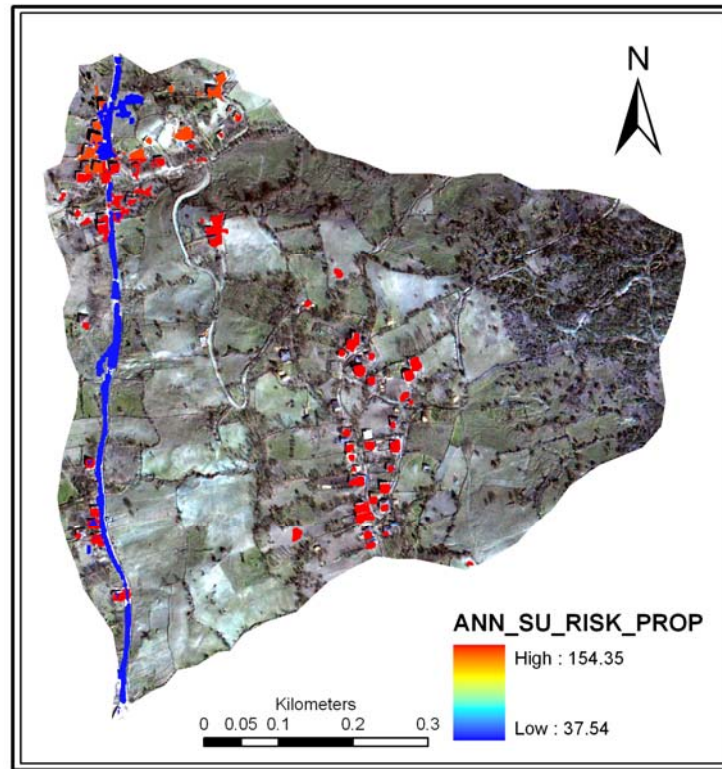 N
ANN_SU_RISK_PROP
High : 154.35
Low : 37.54
Kilometers
0 0.05 0.1 0.2 0.3